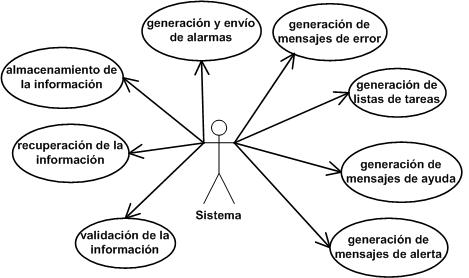 generación y envío
de alarmas
generación de
mensajes de error
almacenamiento de
la información
generación de
listas de tareas
recuperación de la
información
generación de
mensajes de ayuda
Sistema
validación de la
información
generación de
mensajes de alerta